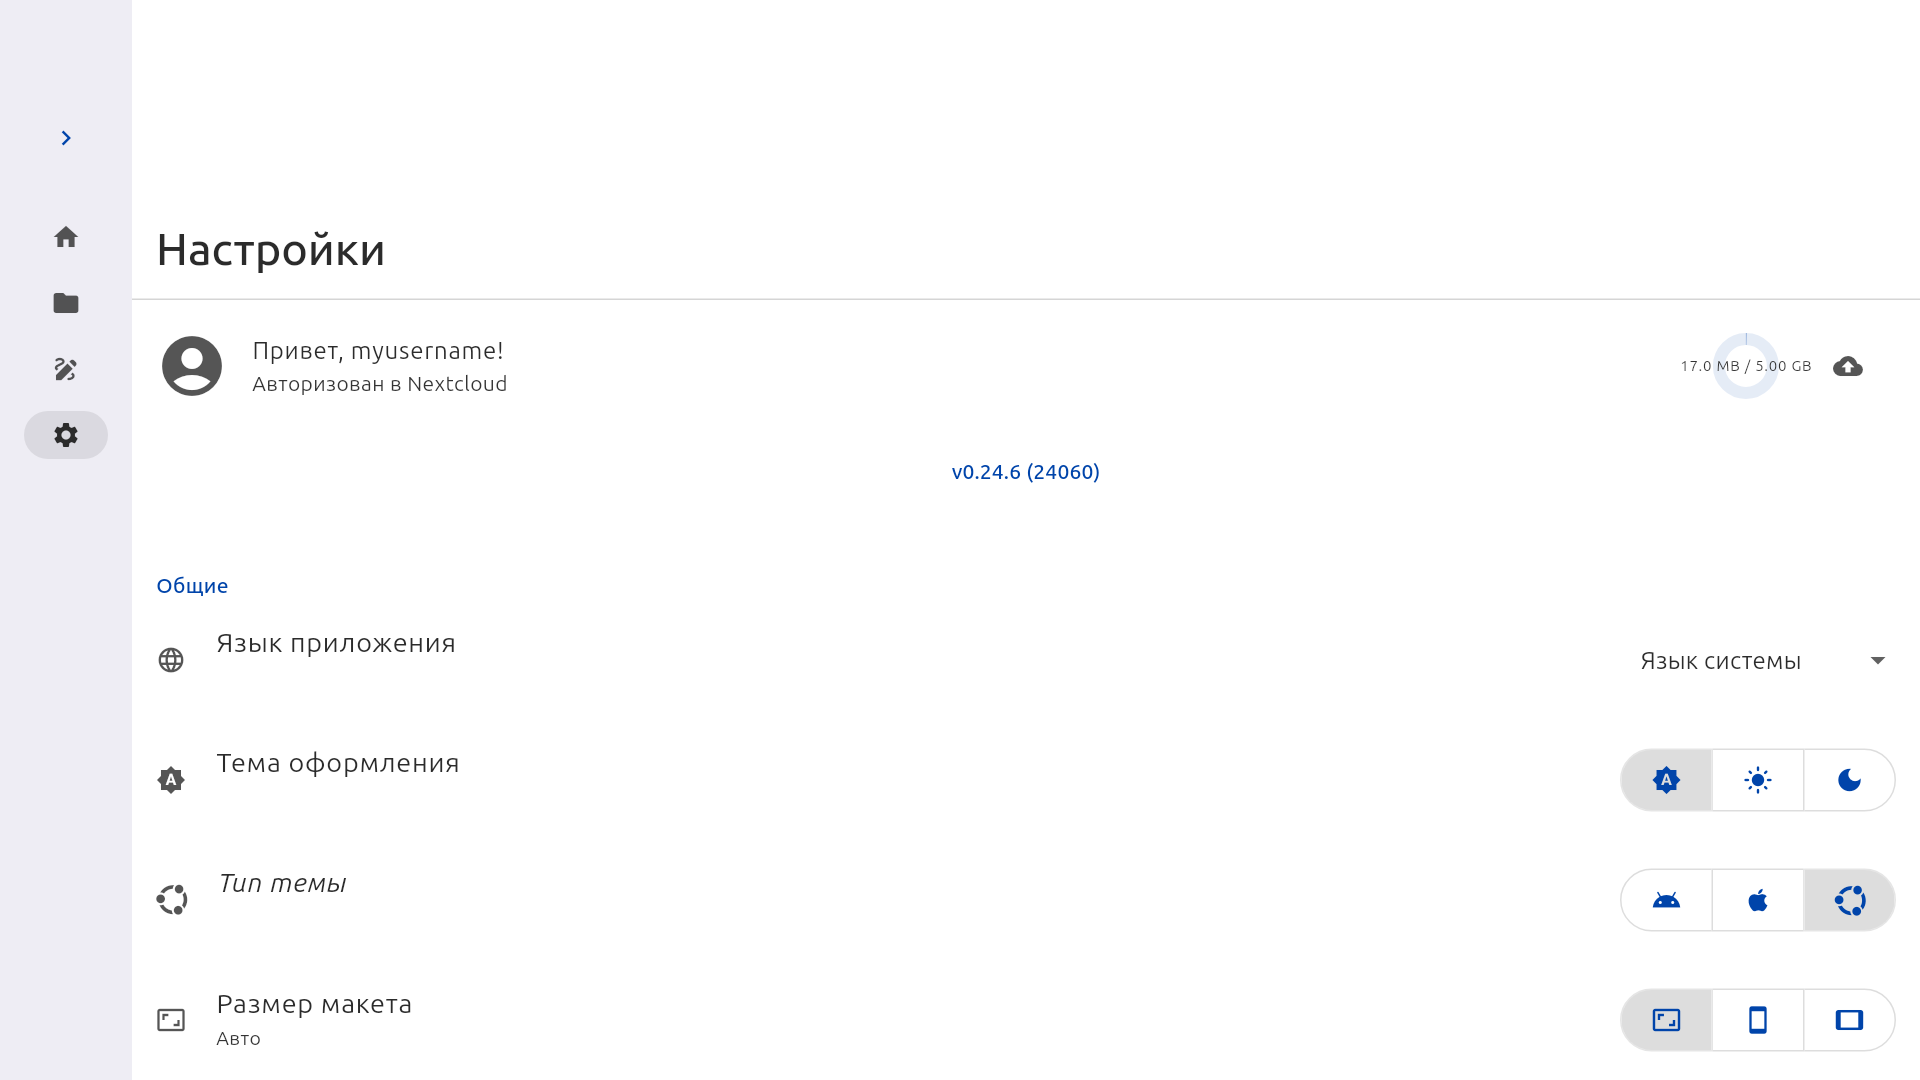 Настройки
Привет, myusername!
Авторизован в Nextcloud
17.0 MB / 5.00 GB
v0.24.6 (24060)
Общие
Язык приложения
Язык системы
Тема оформления
Тип темы
Размер макета
Авто